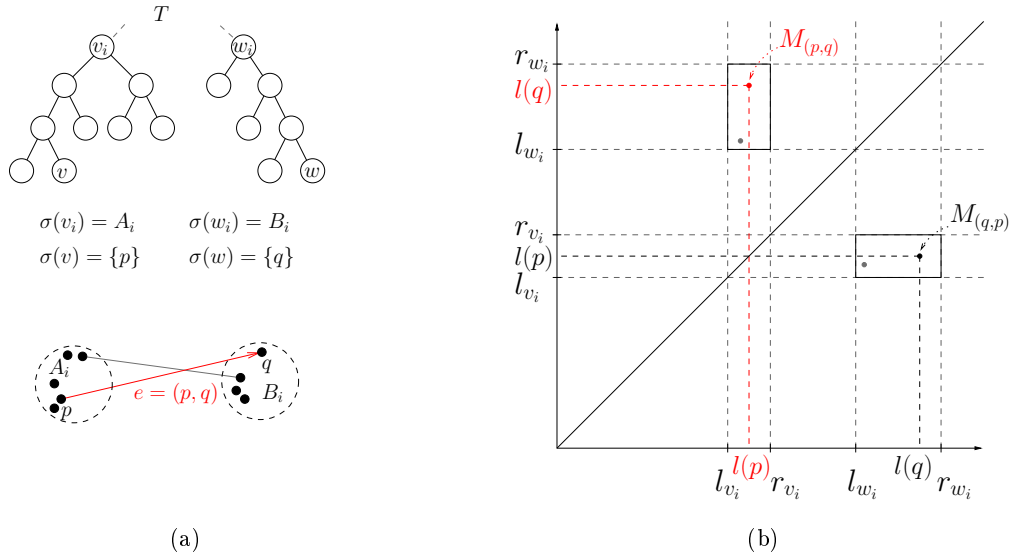 T
v_i
w_i
v
w
σ(v_i) = A_i
σ(w_i) = B_i
σ(v) = {p}
σ(w) = {q}
A_i
p
q
B_i
e = (p, q)
(a)
M_(p,q)
r_{w_i}
l(q)
l_{w_i}
r_{v_i}
l(p)
l_{v_i}
M_(q,p)
l_{v_i} l(p) r_{v_i} l_{w_i} l(q) r_{w_i}
(b)